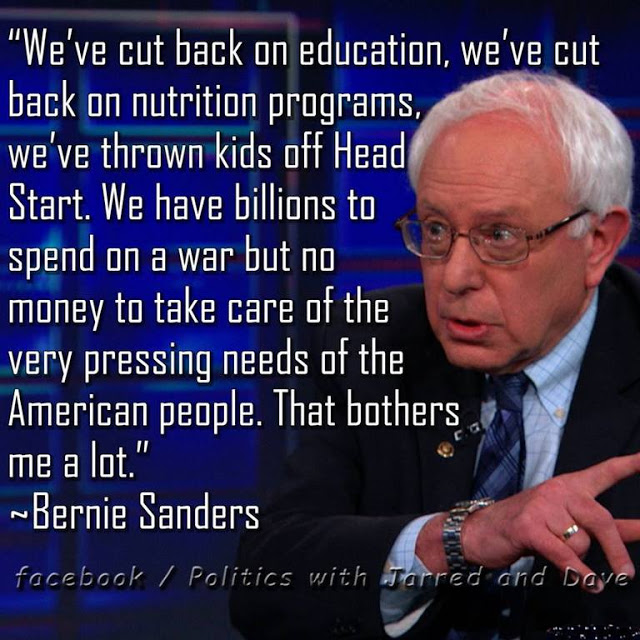 “We’ve cut back on education, we’ve cut
back on nutrition programs,
we’ve thrown kids off Head
Start. We have billions to
spend on a war but no
money to take care of the
very pressing needs of the
American people. That bothers
me a lot.”
~Bernie Sanders
facebook / Politics with Jarred and Dave